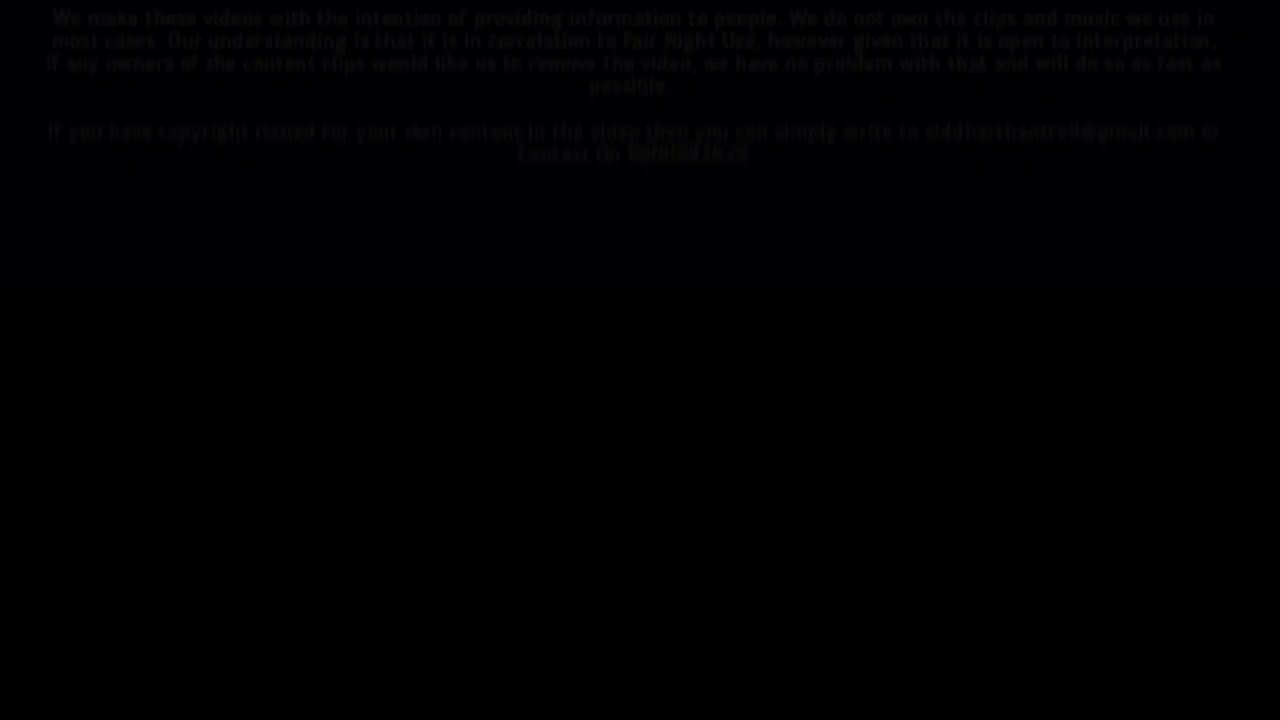 We make these videos with the intention of providing information to people. We do not own the clips and music we use in
most cases. Our understanding is that it is in correlation to Fair Right Use, however given that it is open to interpretation,
if any owners of the content clips would like us to remove the video, we have no problem with that and will do so as fast as
possible.
If you have copyright issued for your own content in the video then you can simply write to or
Contact On